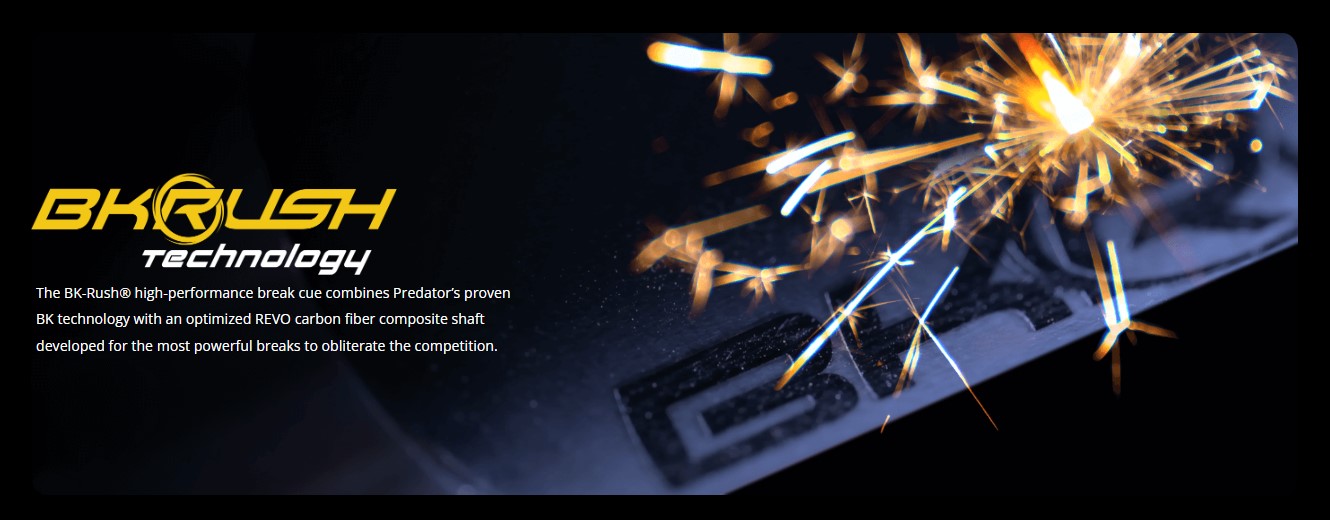 BKRUSH
Technology
The BK-Rush® high-performance break cue combines Predator’s proven
BK technology with an optimized REVO carbon fiber composite shaft
developed for the most powerful breaks to obliterate the competition.
BK